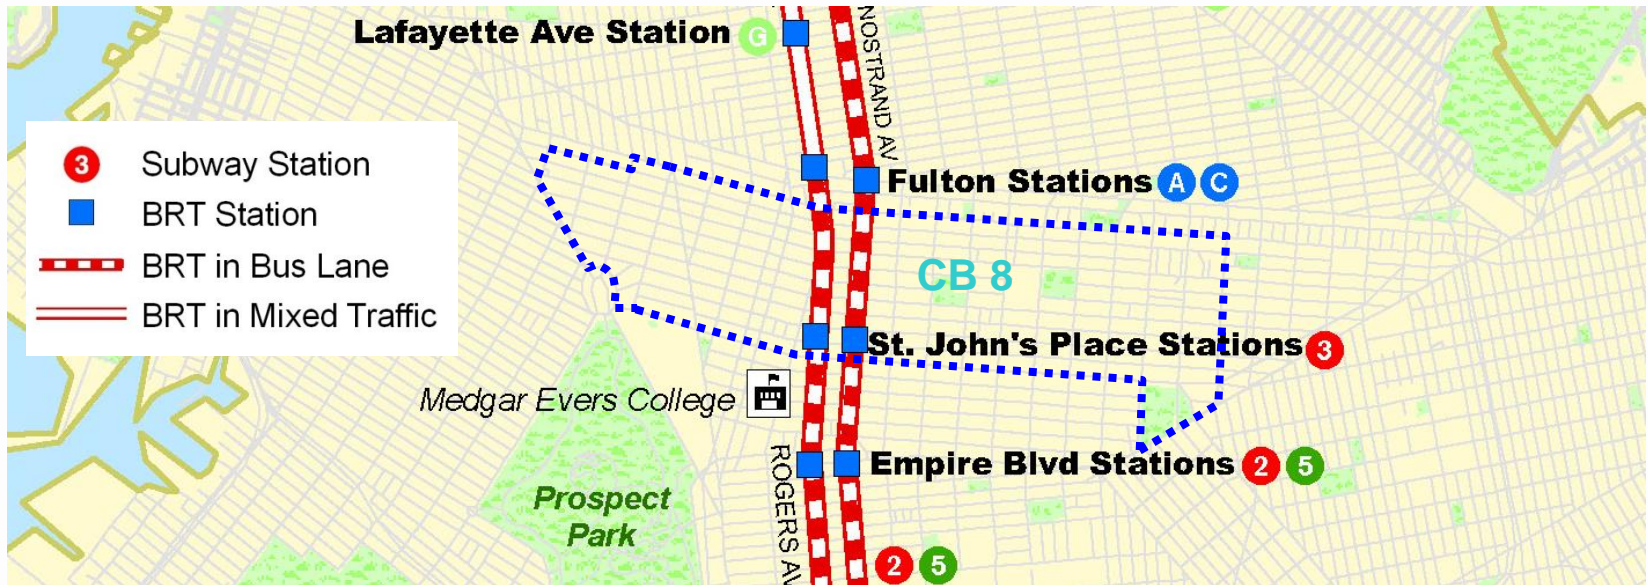 Lafayette Ave Station G
NOSTRAND AV
3 Subway Station
BRT Station
BRT in Bus Lane
BRT in Mixed Traffic
Fulton Stations A C
CB 8
St. John's Place Stations 3
Medgar Evers College
ROGERS AV
Empire Blvd Stations 2 5
Prospect
Park
2 5